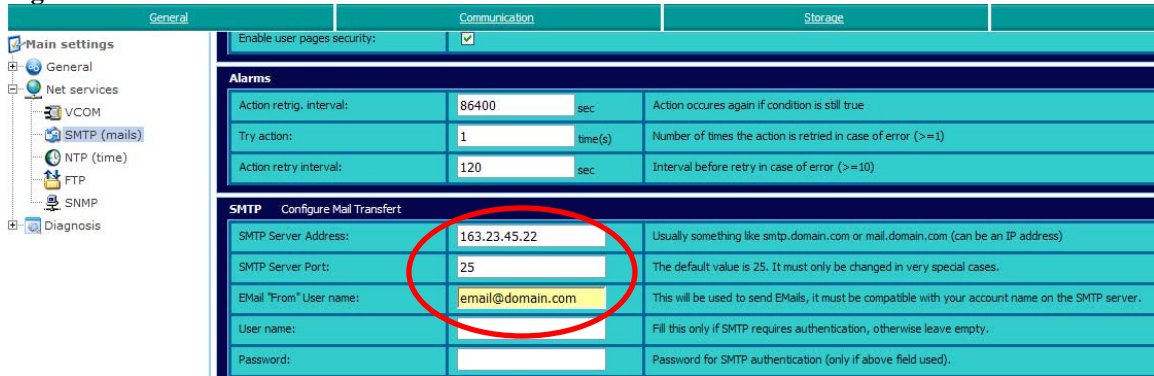 General Communication Storage
Main settings
General
Net services
VCOM
SMTP (mails)
NTP (time)
FTP
SNMP
Diagnosis
Enable user pages security:
Alarms
Action retrig. interval: 86400 sec Action occures again if condition is still true
Try action: 1 time(s) Number of times the action is retried in case of error (>=1)
Action retry interval: 120 sec Interval before retry in case of error (>=10)
SMTP Configure Mail Transfert
SMTP Server Address: 163.23.45.22 Usually something like smtp.domain.com or mail.domain.com (can be an IP address)
SMTP Server Port: 25 The default value is 25. It must only be changed in very special cases.
EMail "From" User name: email@domain.com This will be used to send EMails, it must be compatible with your account name on the SMTP server.
User name: Fill this only if SMTP requires authentication, otherwise leave empty.
Password: Password for SMTP authentication (only if above field used).